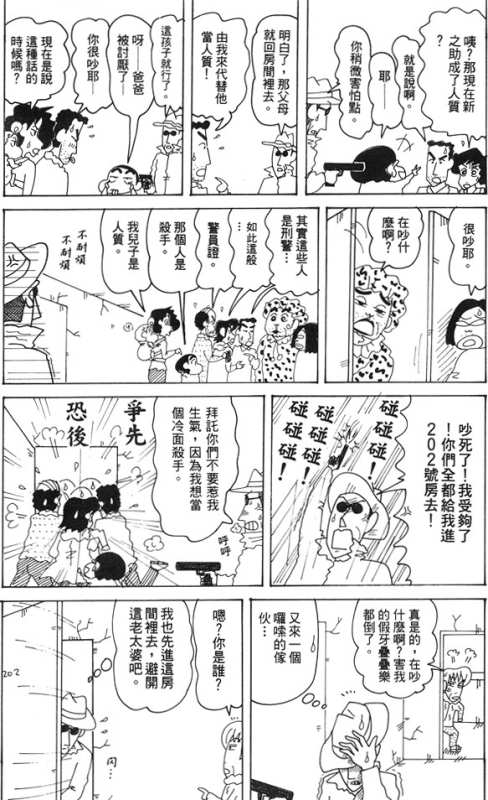 咦?那現在新
之助成了人質
?
就是說啊。
耶——
你稍微害怕點。
明白了,那父母
就回房間裡去。
由我來代替他
當人質!
這孩子就行了。
呀——爸爸
被討厭了——
你很吵耶
現在是說
這種話的
時候嗎?
很吵耶。
在吵什
麼啊?
其實這些人
是刑警…
…
如此這般
警員證。
那個人是
殺手。
我兒子是
人質。
不耐煩
不耐煩
吵死了!我受夠了
!你們全都給我進
202號房去!
碰碰碰!
碰碰碰!
碰碰碰!
碰碰碰!
拜託你們不要惹我
生氣,因為我想當
個冷面殺手。
呼呼
爭先
恐後
真是的,在吵
什麼啊?害我
的假牙疊疊樂
都倒了。
又來一個
囉嗦的傢
伙…
嗯?你是誰?
我也先進這房
間裡去,避開
這老太婆吧。
202